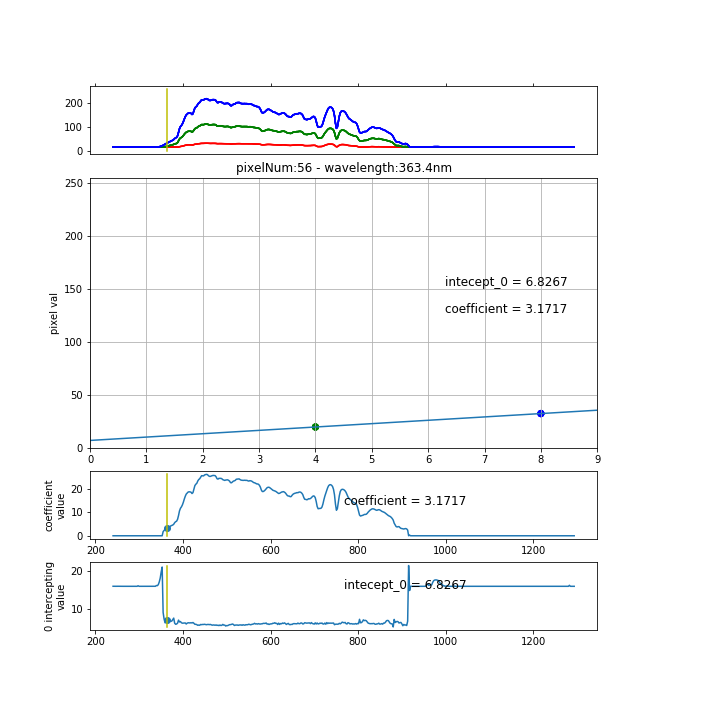 200
100
0
pixelNum:56 - wavelength:363.4nm
250
200
150
100
50
0
pixel val
intecept_0 = 6.8267
coefficient = 3.1717
0 1 2 3 4 5 6 7 8 9
20
10
0
coefficient
value
coefficient = 3.1717
200 400 600 800 1000 1200
20
10
0 intercepting
value
intecept_0 = 6.8267
200 400 600 800 1000 1200